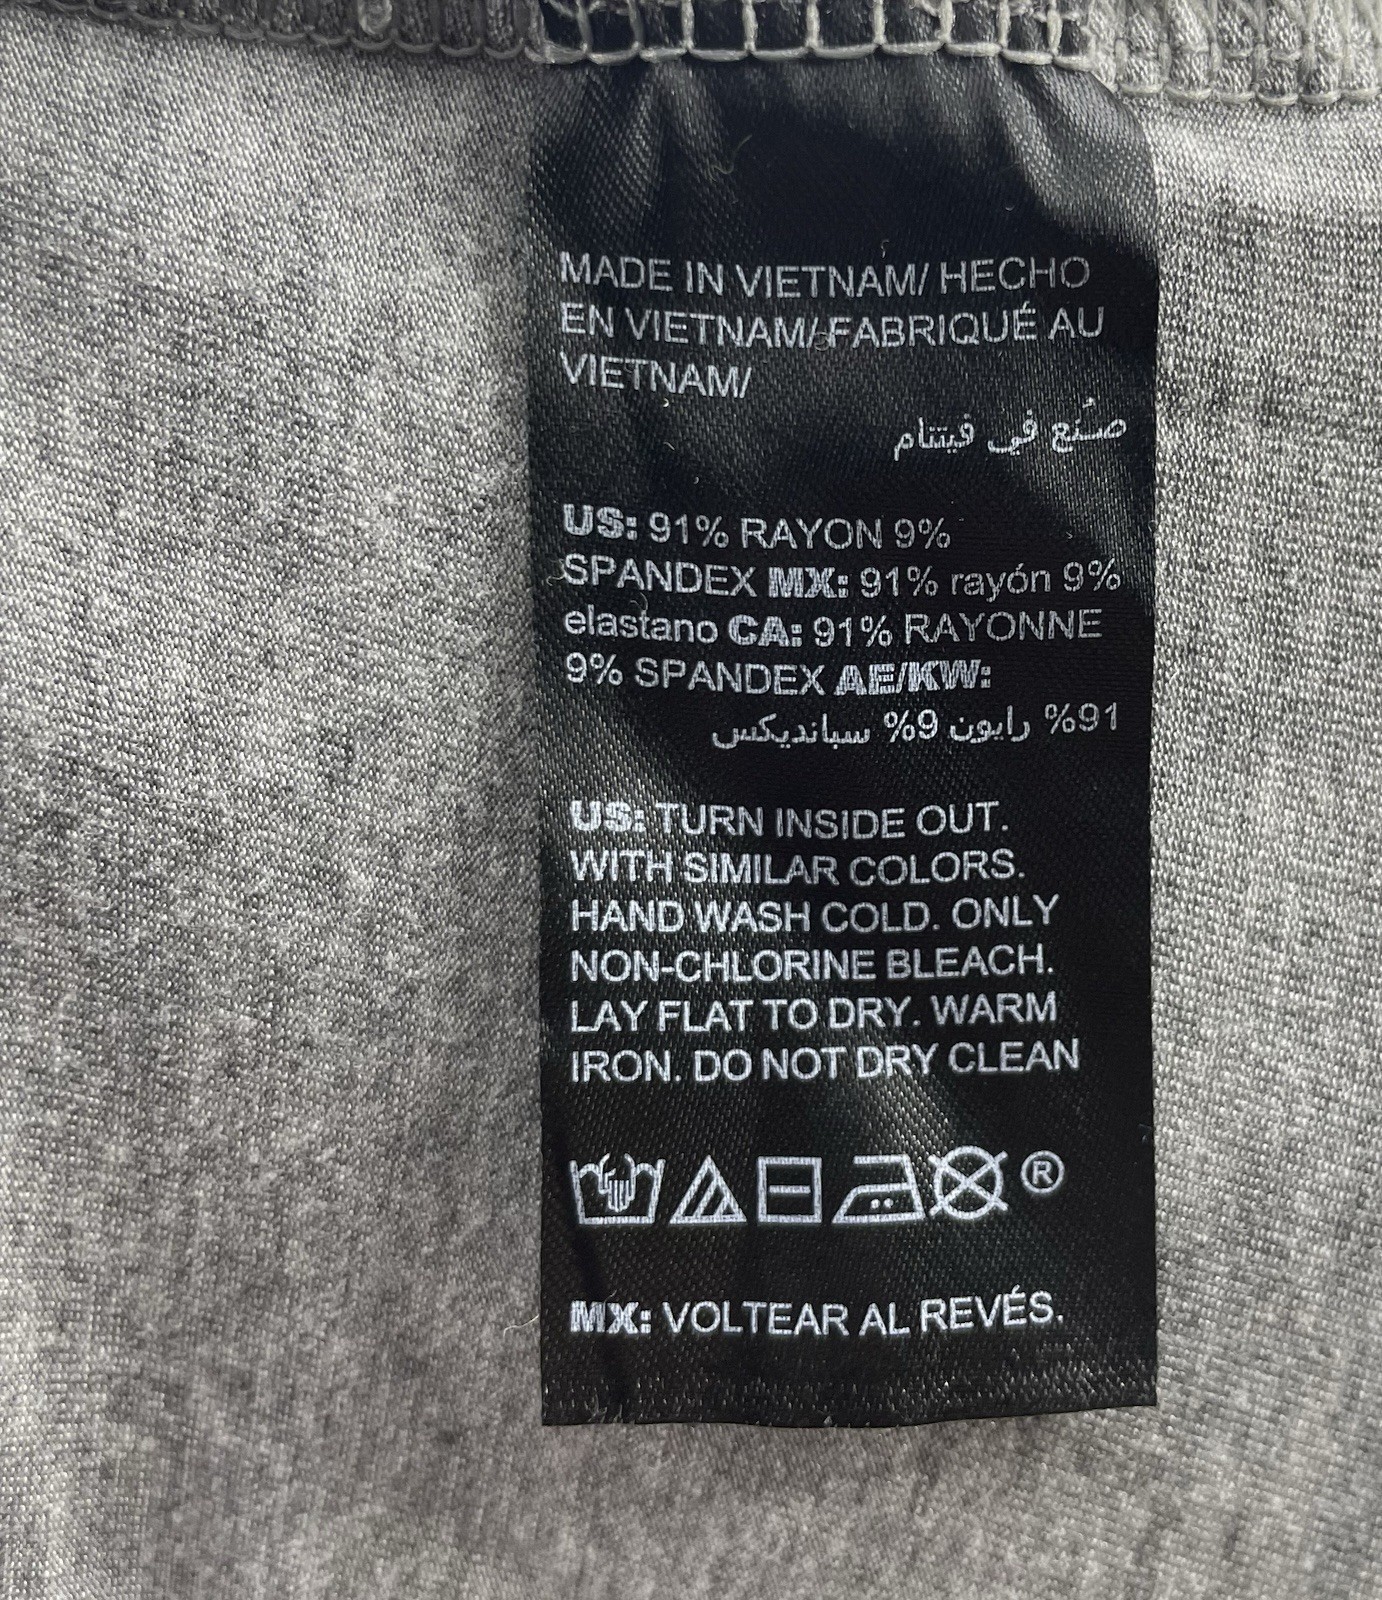 MADE IN VIETNAM/ HECHO
EN VIETNAM/ FABRIQUÉ AU
VIETNAM/
صُنع في فيتنام
US: 91% RAYON 9%
SPANDEX MX: 91% rayón 9%
elastano CA: 91% RAYONNE
9% SPANDEX AE/KW:
91% رايون 9% سبانديكس
US: TURN INSIDE OUT.
WITH SIMILAR COLORS.
HAND WASH COLD. ONLY
NON-CHLORINE BLEACH.
LAY FLAT TO DRY. WARM
IRON. DO NOT DRY CLEAN
®
MX: VOLTEAR AL REVÉS.